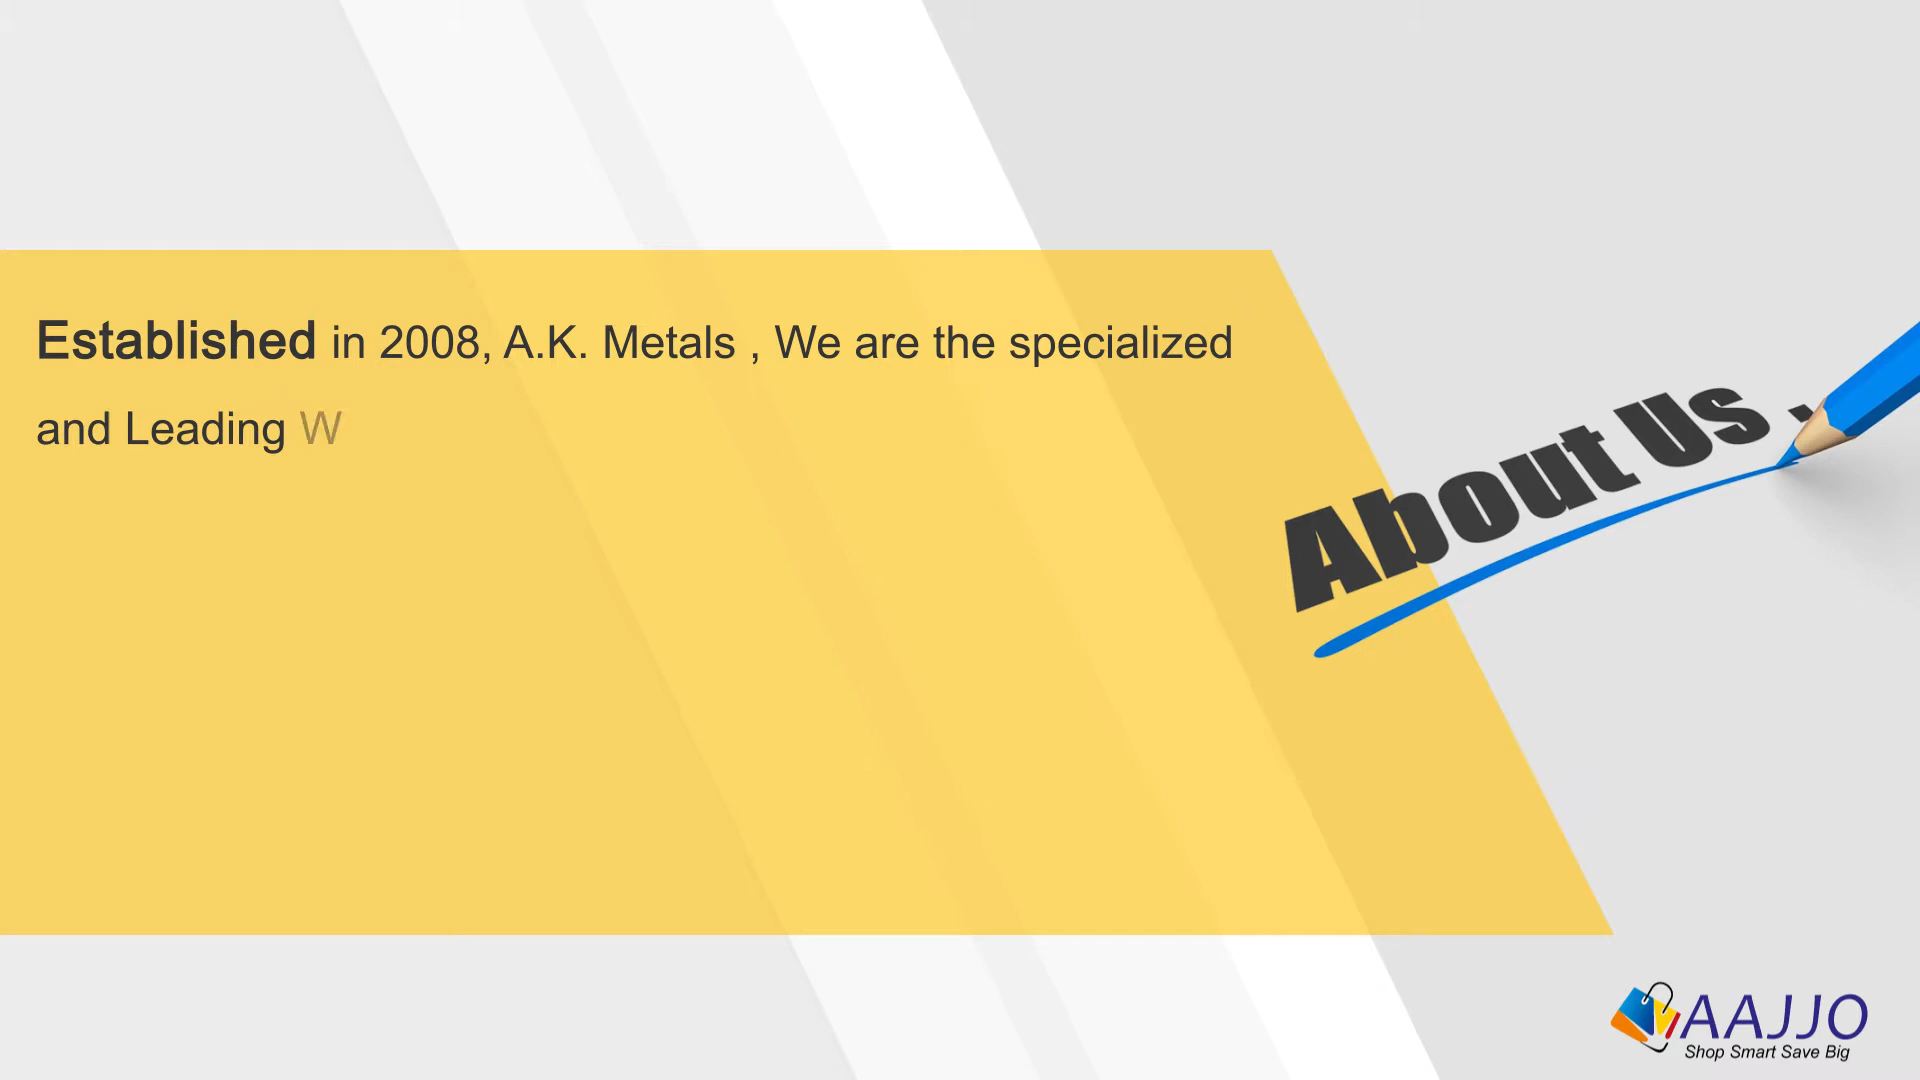 Established in 2008, A.K. Metals , We are the specialized
and Leading W
About Us
AAJJO
Shop Smart Save Big